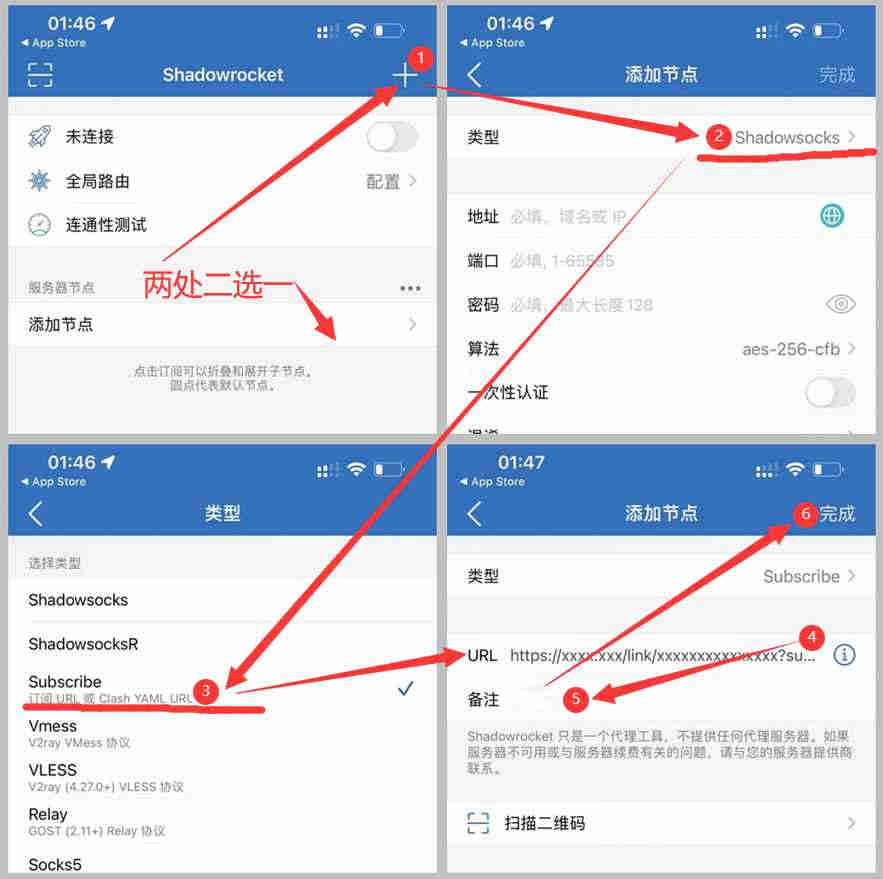 01:46
◀ App Store
Shadowrocket
1
未连接
全局路由
配置
连通性测试
服务器节点
两处二选一
添加节点
点击订阅可以折叠和展开子节点。
圆点代表默认节点。
01:46
◀ App Store
添加节点
完成
类型
2
Shadowsocks
地址
必填，域名或 IP
端口
必填, 1-65535
密码
必填，最大长度 128
算法
aes-256-cfb
一次性认证
01:46
◀ App Store
类型
选择类型
Shadowsocks
ShadowsocksR
Subscribe
订阅 URL 或 Clash YAML URL
3
Vmess
V2ray VMess 协议
VLESS
V2ray (4.27.0+) VLESS 协议
Relay
GOST (2.11+) Relay 协议
Socks5
01:47
◀ App Store
添加节点
6
完成
类型
Subscribe
4
URL
https://xxxx.xxx/link/xxxxxxxxxxxxxxxx?su...
备注
5
Shadowrocket 只是一个代理工具，不提供任何代理服务器。如果
服务器不可用或与服务器续费有关的问题，请与您的服务器提供商
联系。
扫描二维码